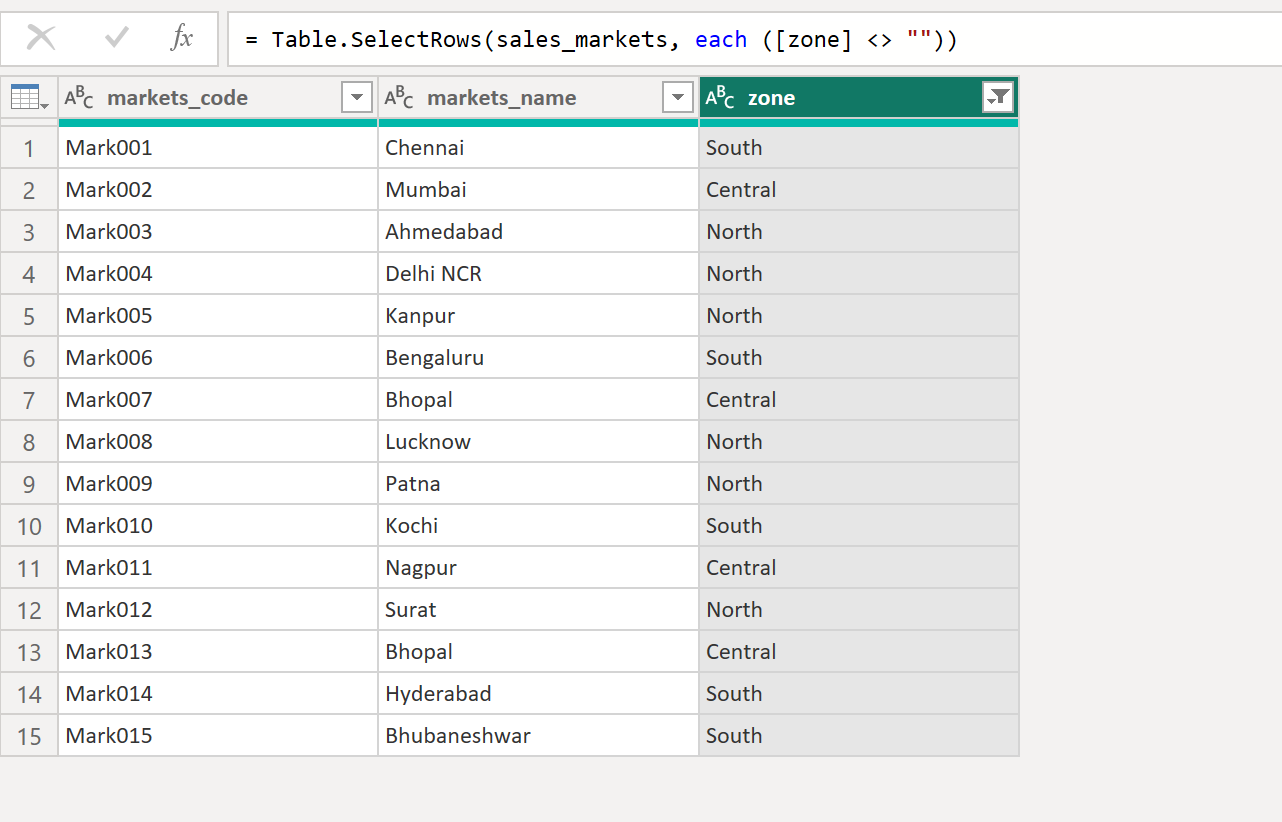 fx = Table.SelectRows(sales_markets, each ([zone] <> ""))
ABC markets_code ABC markets_name ABC zone
1 Mark001 Chennai South
2 Mark002 Mumbai Central
3 Mark003 Ahmedabad North
4 Mark004 Delhi NCR North
5 Mark005 Kanpur North
6 Mark006 Bengaluru South
7 Mark007 Bhopal Central
8 Mark008 Lucknow North
9 Mark009 Patna North
10 Mark010 Kochi South
11 Mark011 Nagpur Central
12 Mark012 Surat North
13 Mark013 Bhopal Central
14 Mark014 Hyderabad South
15 Mark015 Bhubaneshwar South